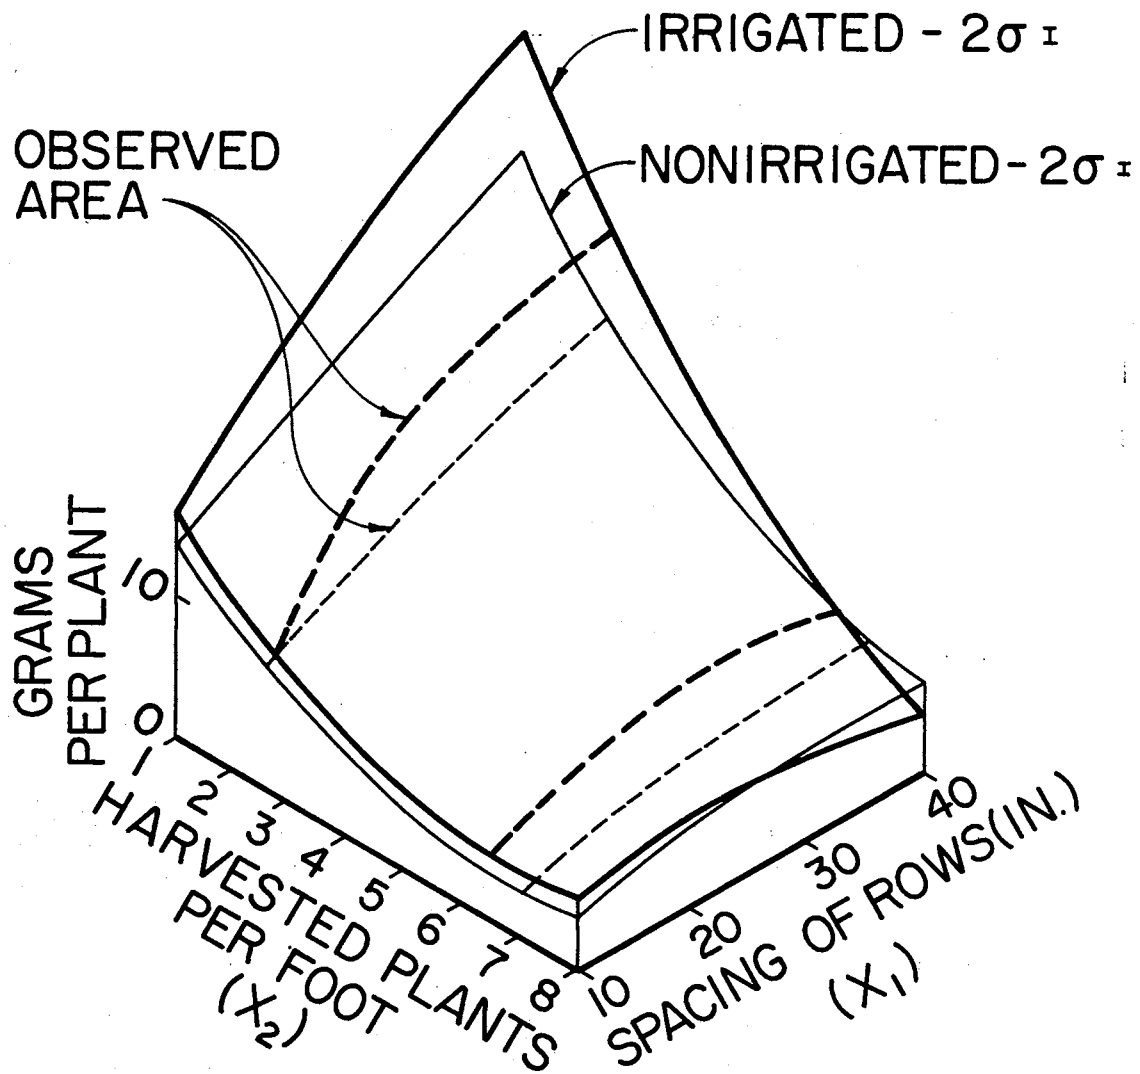 IRRIGATED - 2σ I
OBSERVED
AREA
NONIRRIGATED - 2σ I
GRAMS
PER PLANT
10
0
1
2
3
4
5
6
7
8
HARVESTED PLANTS
PER FOOT
(X₂)
10
20
30
40
SPACING OF ROWS (IN.)
(X₁)